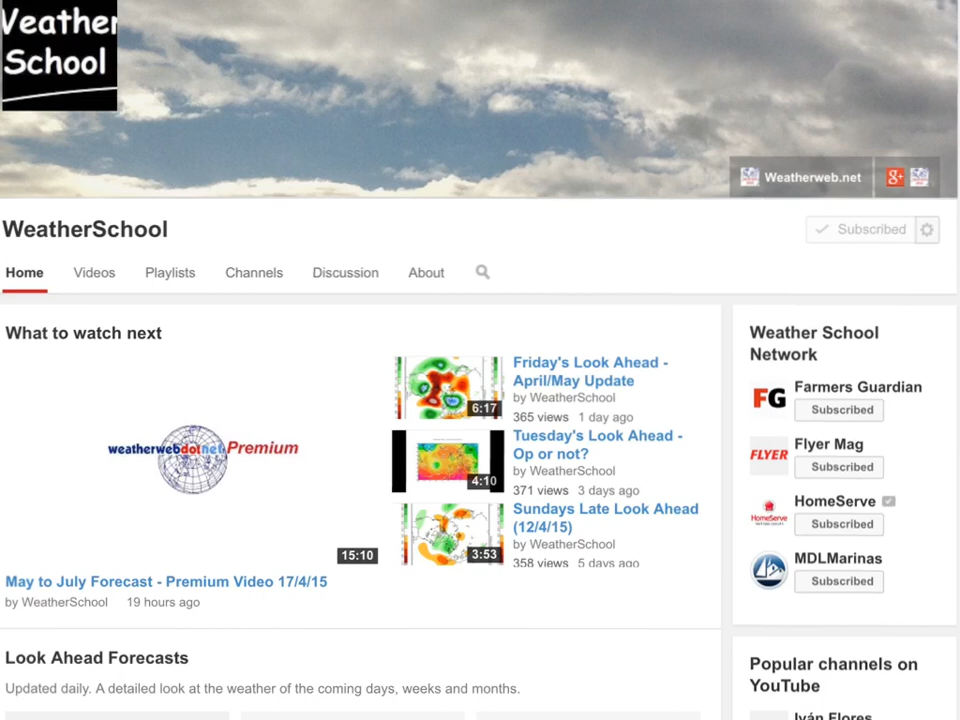 Weather
School
Weatherweb.net
g+
WeatherSchool
Subscribed
Home Videos Playlists Channels Discussion About
What to watch next
weatherwebdotnet Premium
15:10
May to July Forecast - Premium Video 17/4/15
by WeatherSchool 19 hours ago
6:17
Friday's Look Ahead -
April/May Update
by WeatherSchool
365 views 1 day ago
4:10
Tuesday's Look Ahead -
Op or not?
by WeatherSchool
371 views 3 days ago
3:53
Sundays Late Look Ahead
(12/4/15)
by WeatherSchool
358 views 5 days ago
Look Ahead Forecasts
Updated daily. A detailed look at the weather of the coming days, weeks and months.
Weather School
Network
FG
Farmers Guardian
Subscribed
FLYER
Flyer Mag
Subscribed
HomeServe
HomeServe
Subscribed
MDLMarinas
Subscribed
Popular channels on
YouTube
Iván Flores